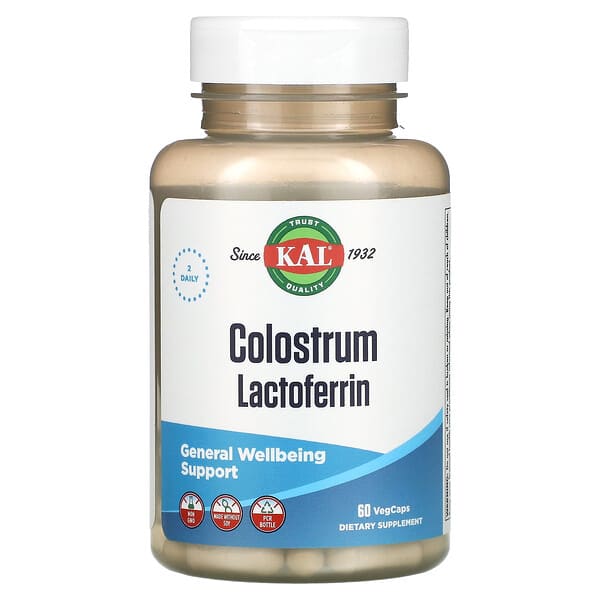 TRUST
Since KAL® 1932
QUALITY
2
DAILY
Colostrum
Lactoferrin
General Wellbeing
Support
NON
GMO
MADE WITHOUT
SOY
PCR
BOTTLE
60 VegCaps
DIETARY SUPPLEMENT